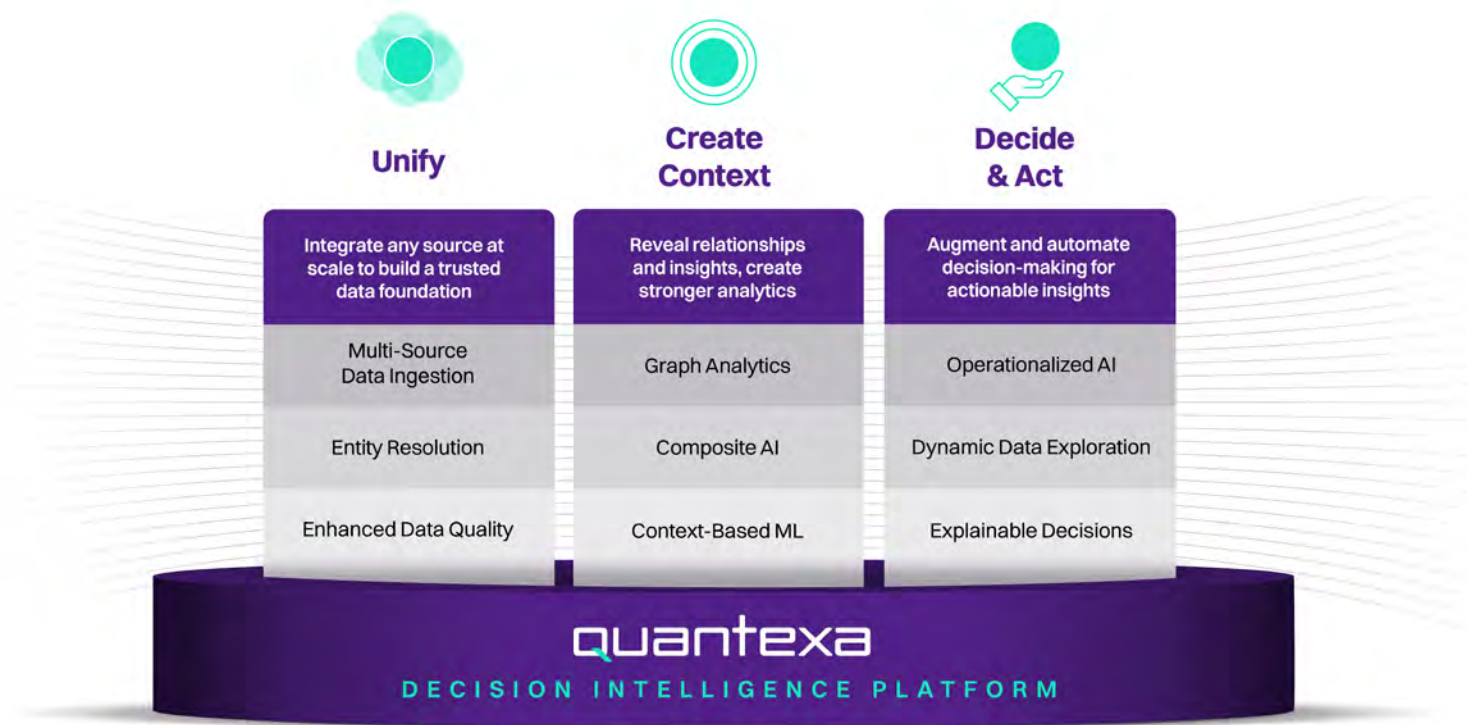 Unify
Integrate any source at
scale to build a trusted
data foundation
Multi-Source
Data Ingestion
Entity Resolution
Enhanced Data Quality
Create
Context
Reveal relationships
and insights, create
stronger analytics
Graph Analytics
Composite AI
Context-Based ML
Decide
& Act
Augment and automate
decision-making for
actionable insights
Operationalized AI
Dynamic Data Exploration
Explainable Decisions
quantexa
DECISION INTELLIGENCE PLATFORM